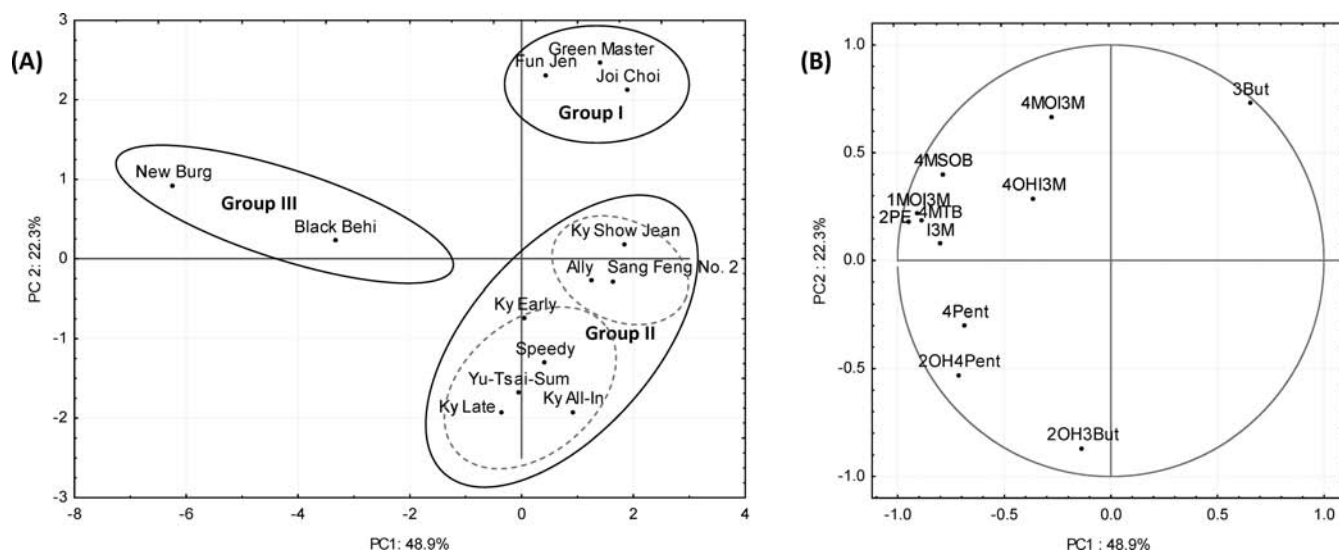 (A)
3
2
1
0
-1
-2
-3
PC 2: 22.3%
Green Master
Fun Jen
Joi Choi
Group I
New Burg
Group III
Black Behi
Ky Show Jean
Ally
Sang Feng No. 2
Ky Early
Group II
Speedy
Yu-Tsai-Sum
Ky Late
Ky All-In
-8
-6
-4
-2
0
2
4
PC1: 48.9%
(B)
1.0
0.5
0.0
-0.5
-1.0
PC2 : 22.3%
3But
4MOI3M
4MSOB
4OHI3M
1MOI3M
2PE
4MTB
I3M
4Pent
2OH4Pent
2OH3But
-1.0
-0.5
0.0
0.5
1.0
PC1 : 48.9%